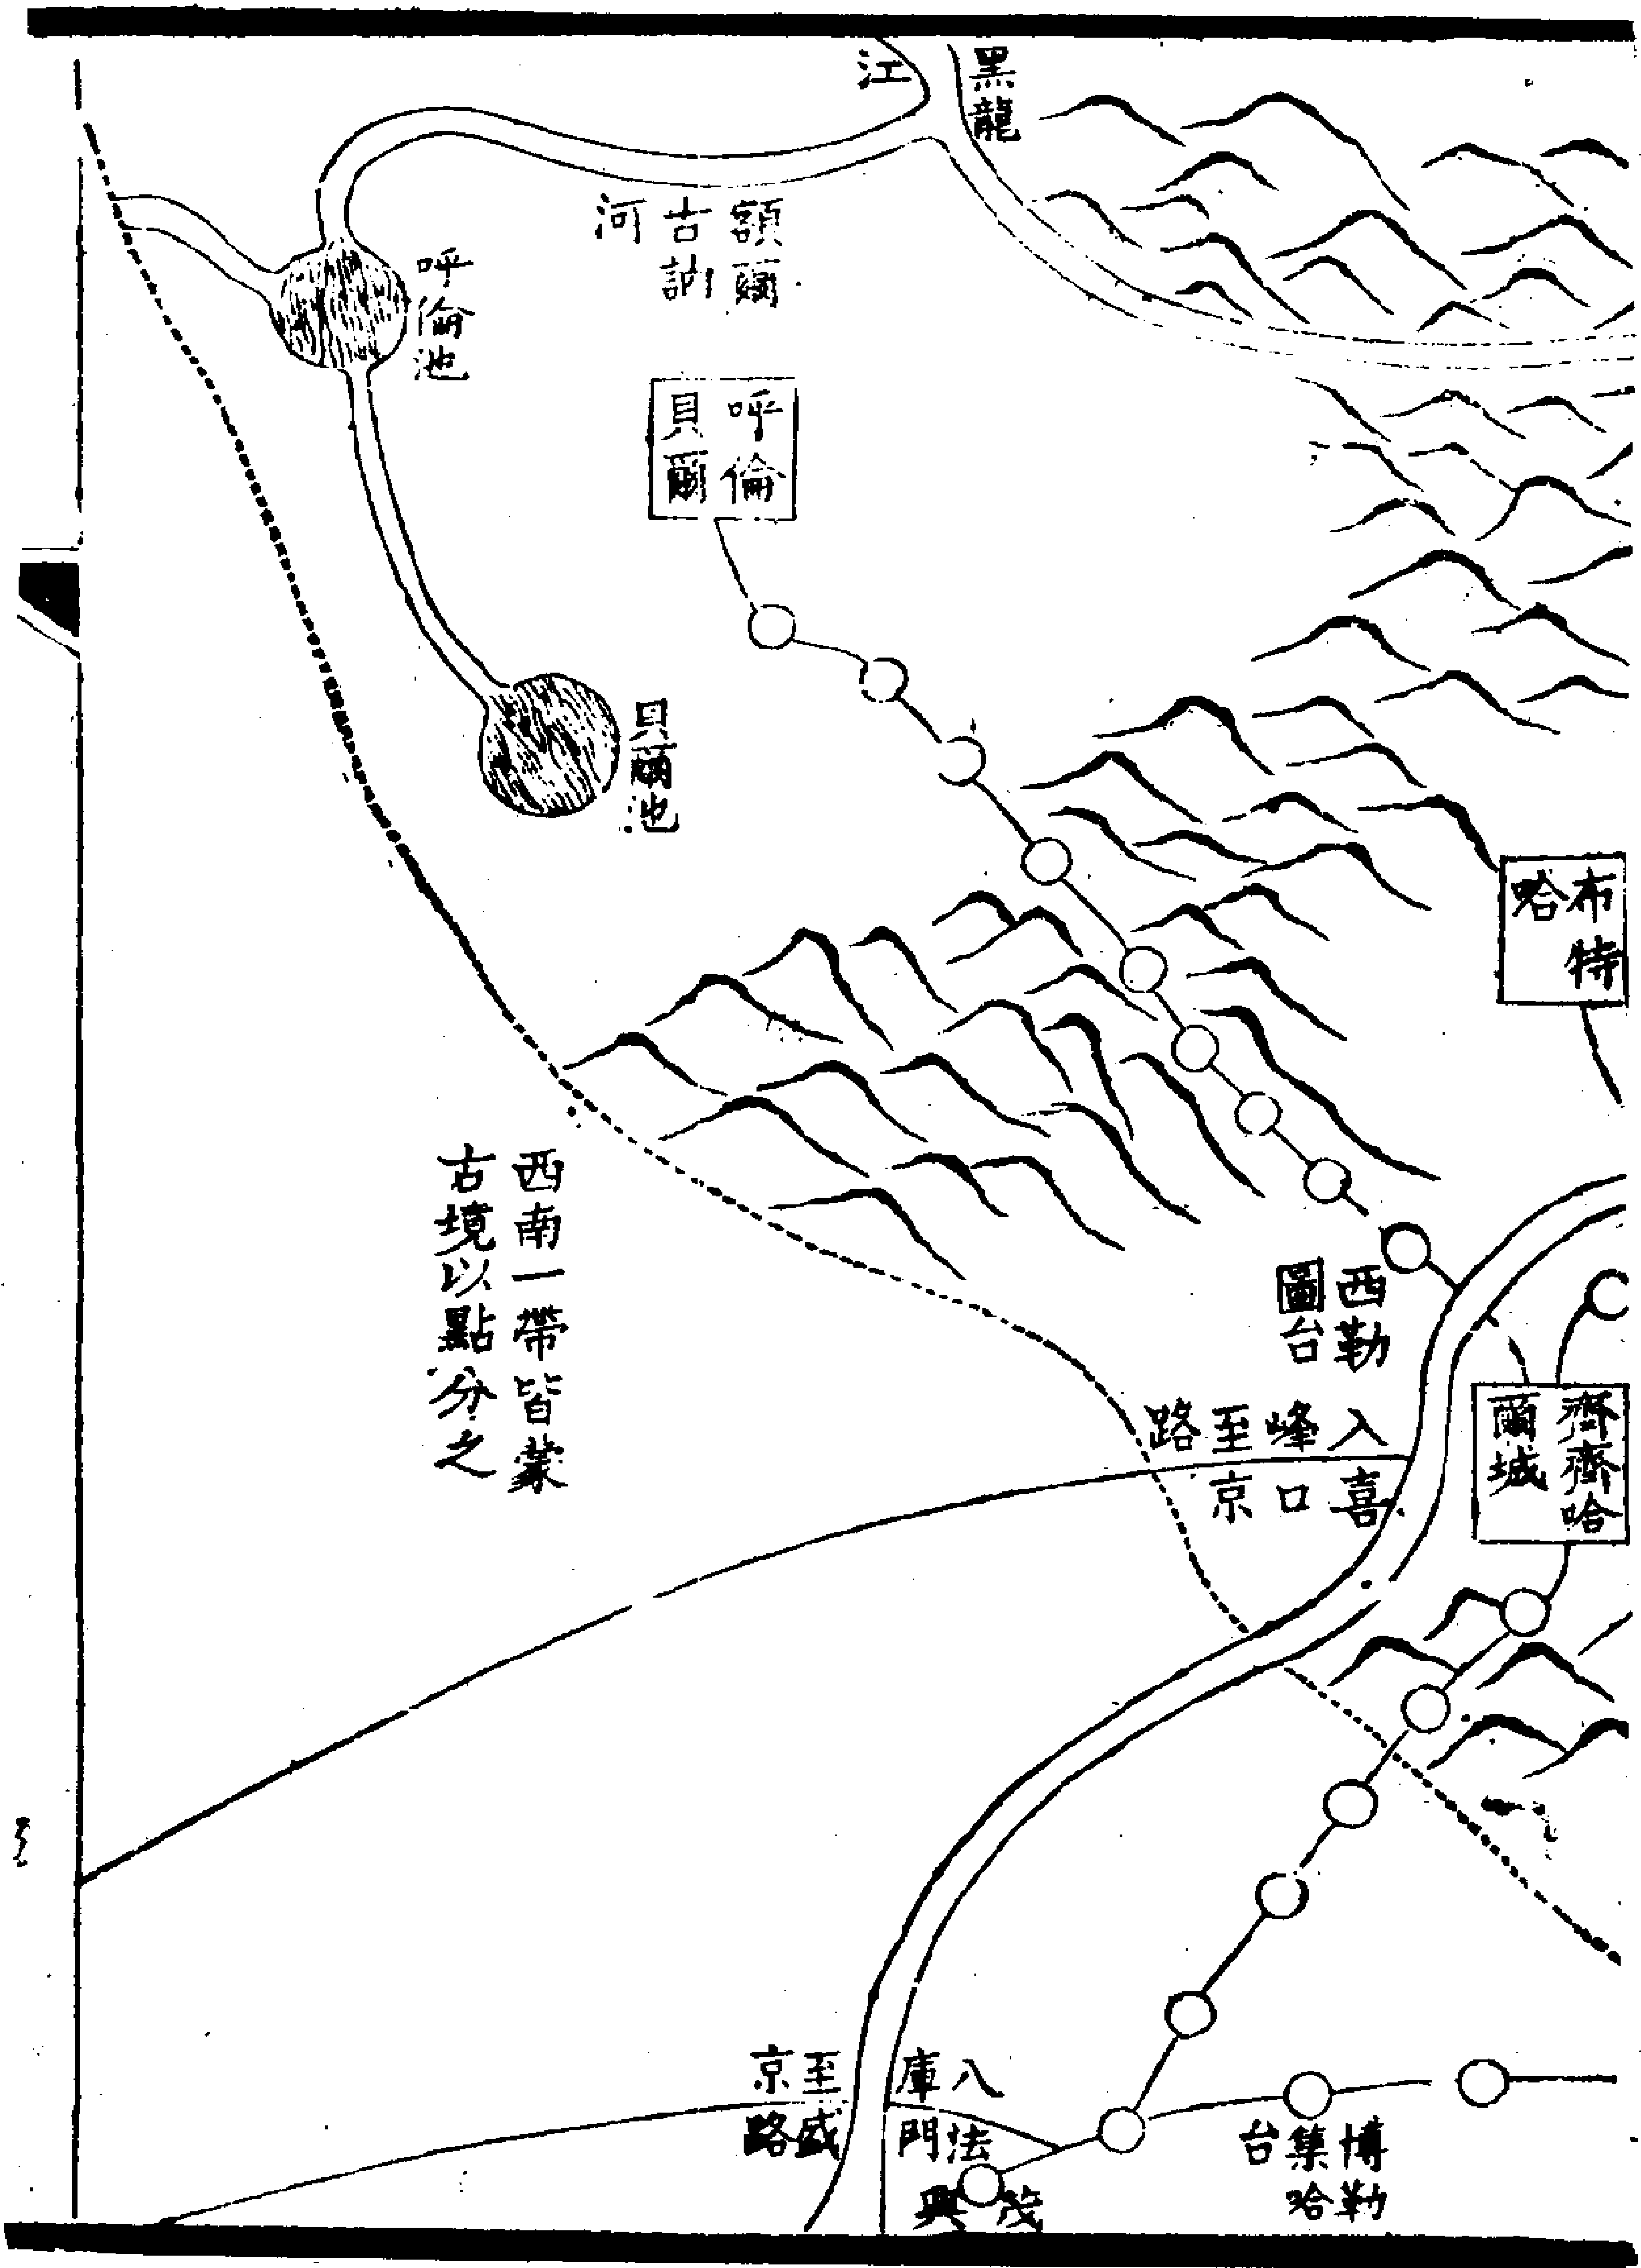 黑龍
江
額爾
古訥
河
呼倫池
呼倫
貝爾
貝爾池
布特
哈
西南一帶皆蒙
古境以點分之
西勒
圖台
入喜
峰口
至京
路
齊齊哈
爾城
八法
庫門
至盛
京路
博勒
集哈
台
茂
興